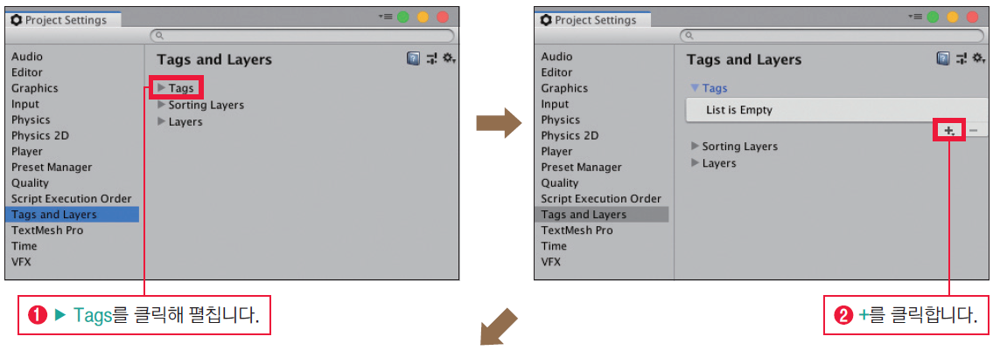 Project Settings
Audio
Editor
Graphics
Input
Physics
Physics 2D
Player
Preset Manager
Quality
Script Execution Order
Tags and Layers
TextMesh Pro
Time
VFX
Tags and Layers
▶ Tags
▶ Sorting Layers
▶ Layers
❶ ▶ Tags를 클릭해 펼칩니다.
Project Settings
Audio
Editor
Graphics
Input
Physics
Physics 2D
Player
Preset Manager
Quality
Script Execution Order
Tags and Layers
TextMesh Pro
Time
VFX
Tags and Layers
▼ Tags
List is Empty
+ −
▶ Sorting Layers
▶ Layers
❷ +를 클릭합니다.